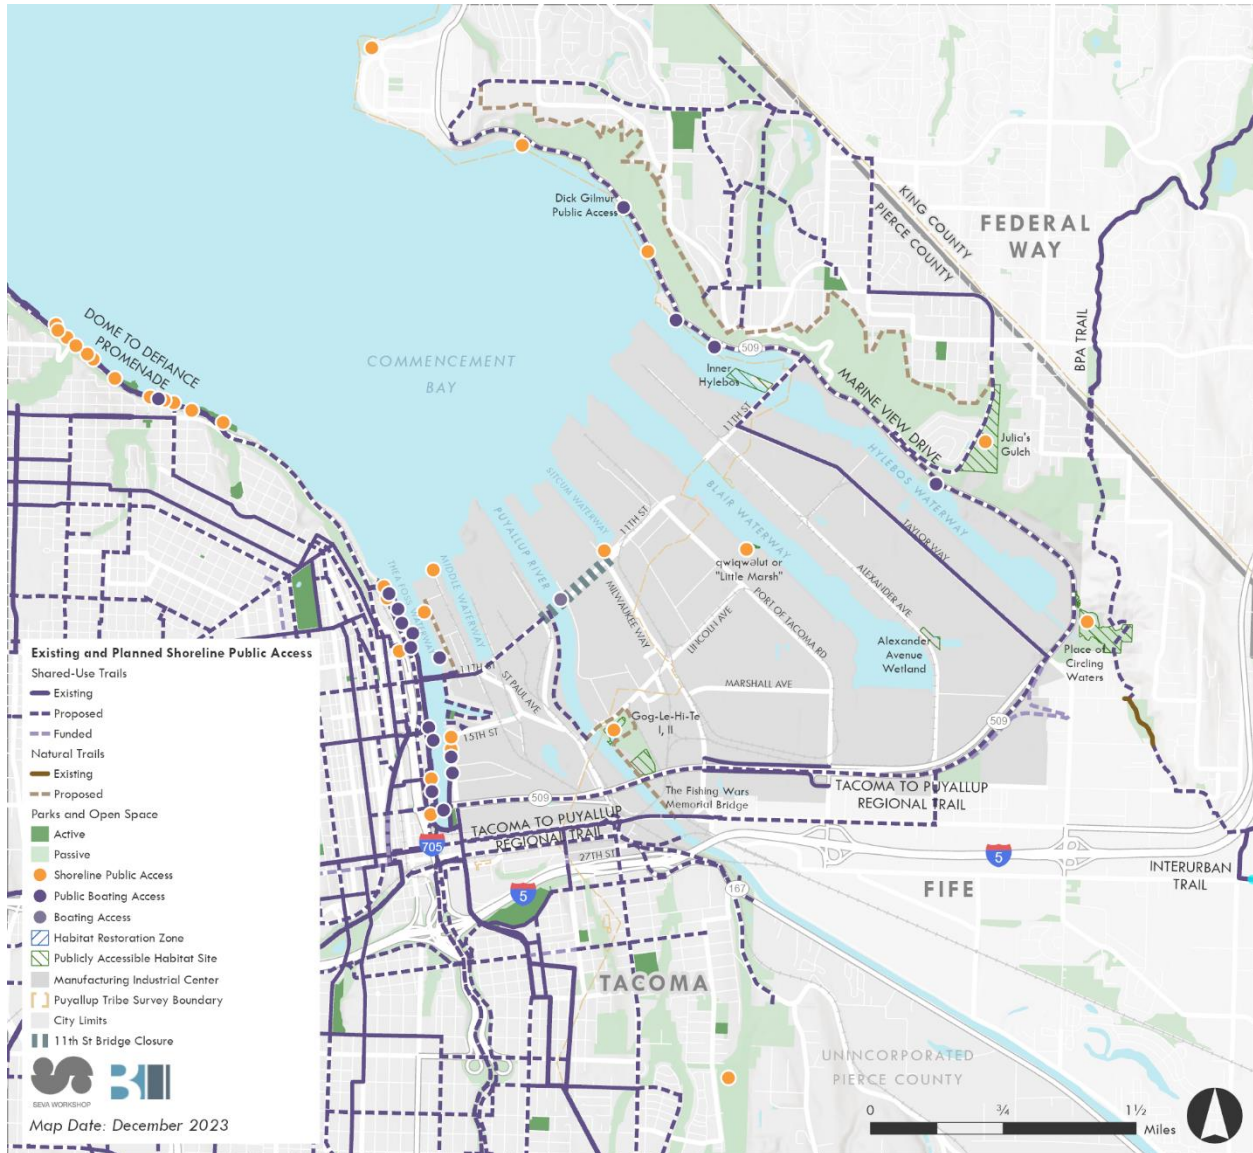 KING COUNTY
PIERCE COUNTY
FEDERAL
WAY
Dick Gilmur
Public Access
BPA TRAIL
DOME TO DEFIANCE
PROMENADE
COMMENCEMENT
BAY
509
Inner
Hylebos
MARINE VIEW DRIVE
11TH ST
Julia's
Gulch
HYLEBOS WATERWAY
SITCUM WATERWAY
BLAIR WATERWAY
PUYALLUP RIVER
11TH ST
TAYLOR WAY
MIDDLE WATERWAY
THEA FOSS WATERWAY
qwiqwəlut or
"Little Marsh"
ALEXANDER AVE
MILWAUKEE WAY
LINCOLN AVE
PORT OF TACOMA RD
Alexander
Avenue
Wetland
Place of
Circling
Waters
11TH ST
ST PAUL AVE
MARSHALL AVE
Gog-Le-Hi-Te
I, II
509
15TH ST
The Fishing Wars
Memorial Bridge
TACOMA TO PUYALLUP
REGIONAL TRAIL
509
TACOMA TO PUYALLUP
REGIONAL TRAIL
705
27TH ST
5
INTERURBAN
TRAIL
5
167
FIFE
TACOMA
UNINCORPORATED
PIERCE COUNTY
Existing and Planned Shoreline Public Access
Shared-Use Trails
Existing
Proposed
Funded
Natural Trails
Existing
Proposed
Parks and Open Space
Active
Passive
Shoreline Public Access
Public Boating Access
Boating Access
Habitat Restoration Zone
Publicly Accessible Habitat Site
Manufacturing Industrial Center
Puyallup Tribe Survey Boundary
City Limits
11th St Bridge Closure
SEVA WORKSHOP
Map Date: December 2023
0 ¾ 1½
Miles